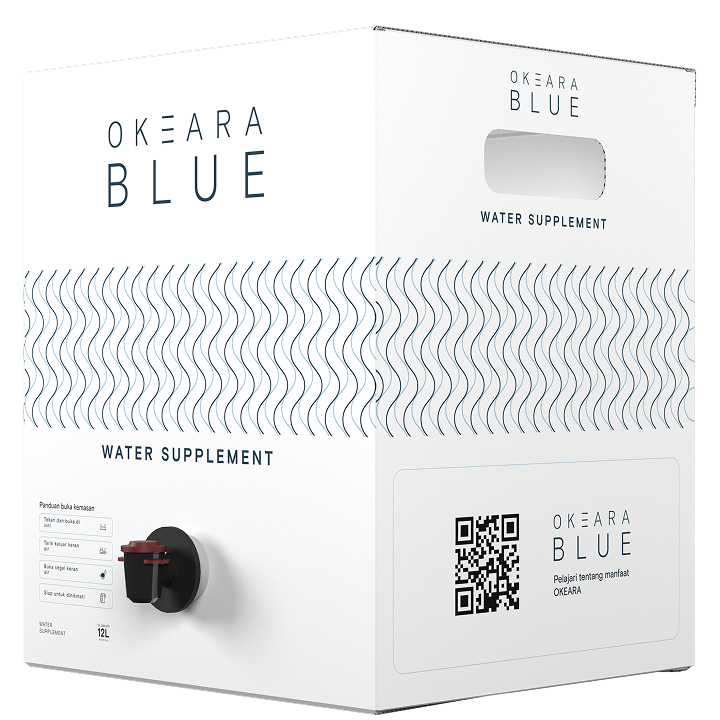 OKEARA
BLUE
WATER SUPPLEMENT
Panduan buka kemasan
Tekan dan buka di
sini
Tarik keluar keran
air
Buka segel keran
air
Siap untuk dinikmati
WATER
SUPPLEMENT
12L
OKEARA
BLUE
WATER SUPPLEMENT
OKEARA
BLUE
Pelajari tentang manfaat
OKEARA